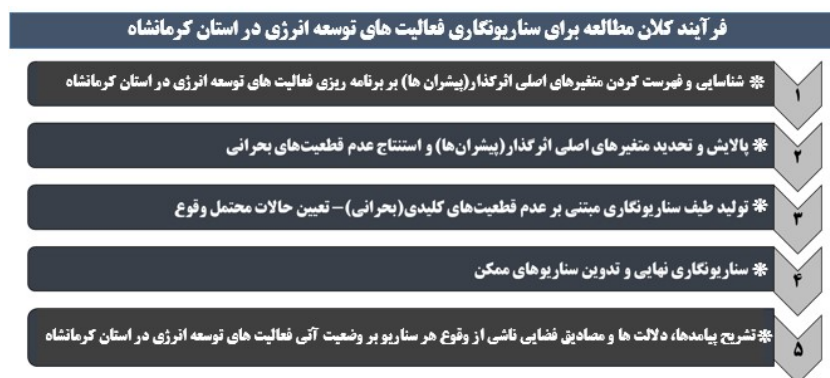 فرآیند کلان مطالعه برای سناریونگاری فعالیت های توسعه انرژی در استان کرمانشاه
۱
❊ شناسایی و فهرست کردن متغیرهای اصلی اثرگذار(پیشران ها) بر برنامه ریزی فعالیت های توسعه انرژی در استان کرمانشاه
۲
❊ پالایش و تحدید متغیرهای اصلی اثرگذار(پیشران‌ها) و استنتاج عدم قطعیت‌های بحرانی
۳
❊ تولید طیف سناریونگاری مبتنی بر عدم قطعیت‌های کلیدی(بحرانی)– تعیین حالات محتمل وقوع
۴
❊ سناریونگاری نهایی و تدوین سناریوهای ممکن
۵
❊تشریح پیامدها، دلالت ها و مصادیق فضایی ناشی از وقوع هر سناریو بر وضعیت آتی فعالیت های توسعه انرژی در استان کرمانشاه